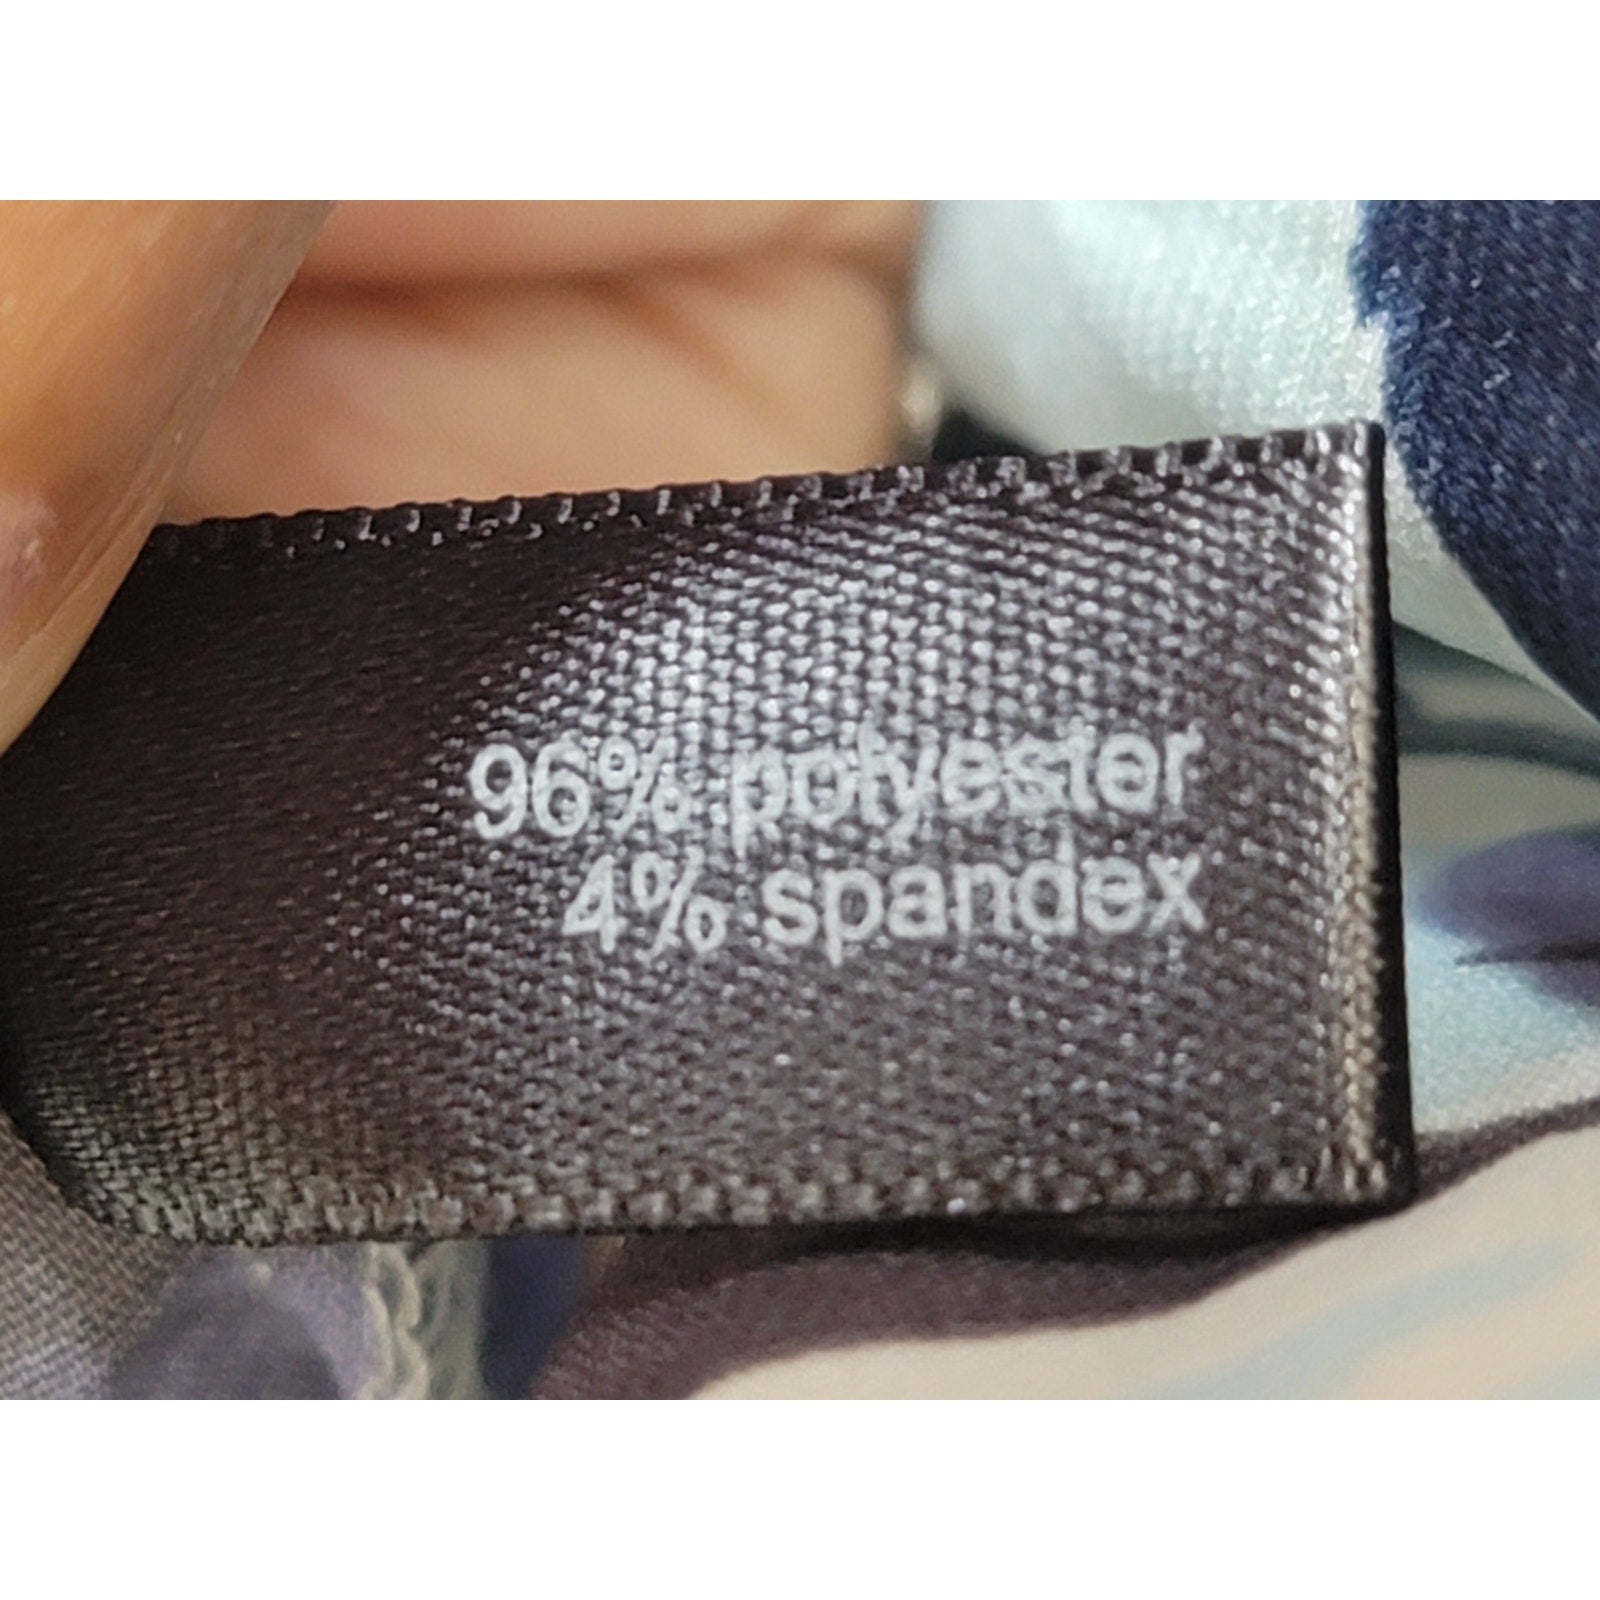 96% polyester
4% spandex